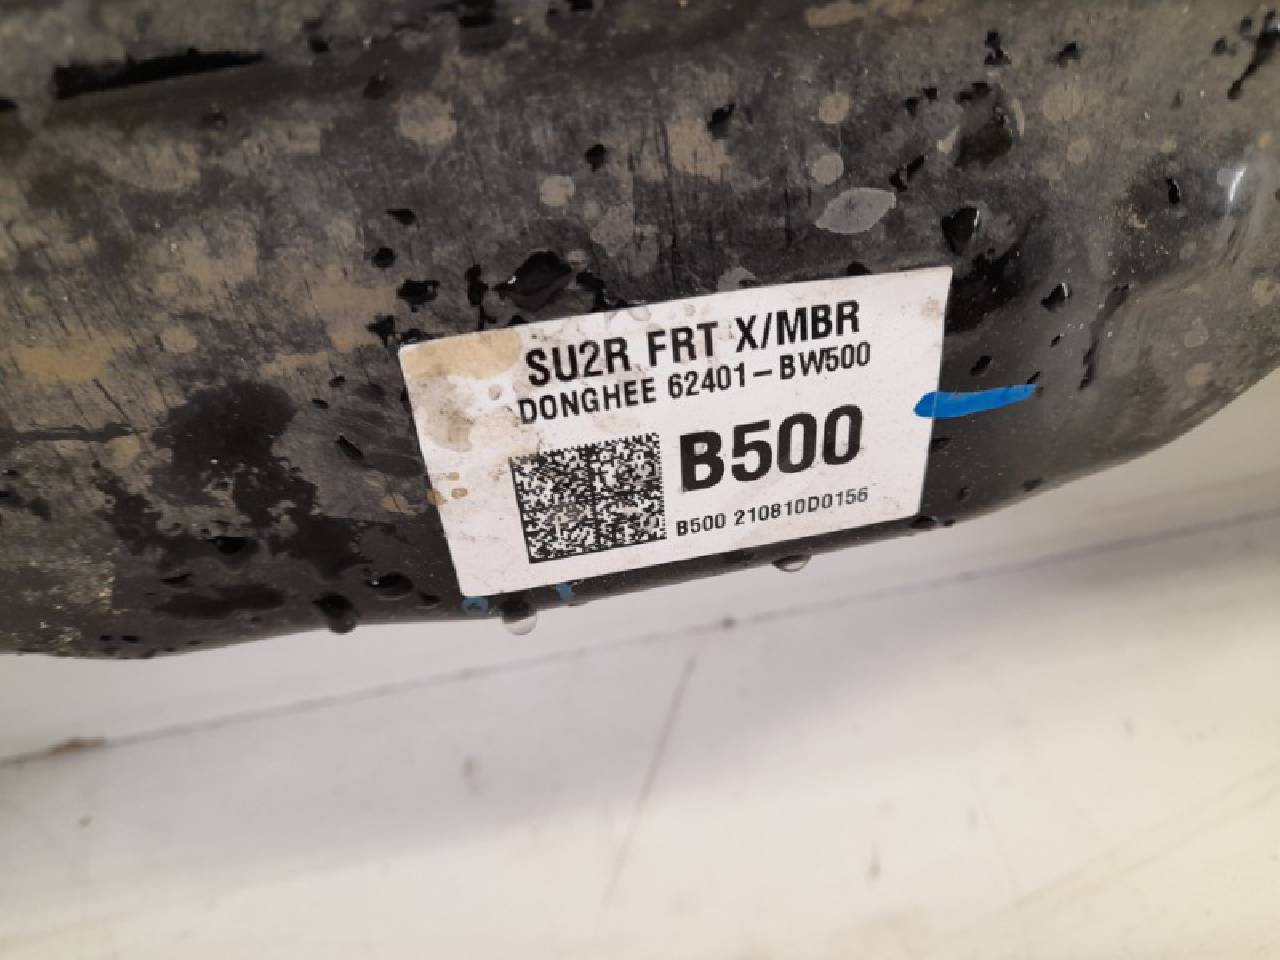 SU2R FRT X/MBR
DONGHEE 62401-BW500
B500
B500 210810D0156